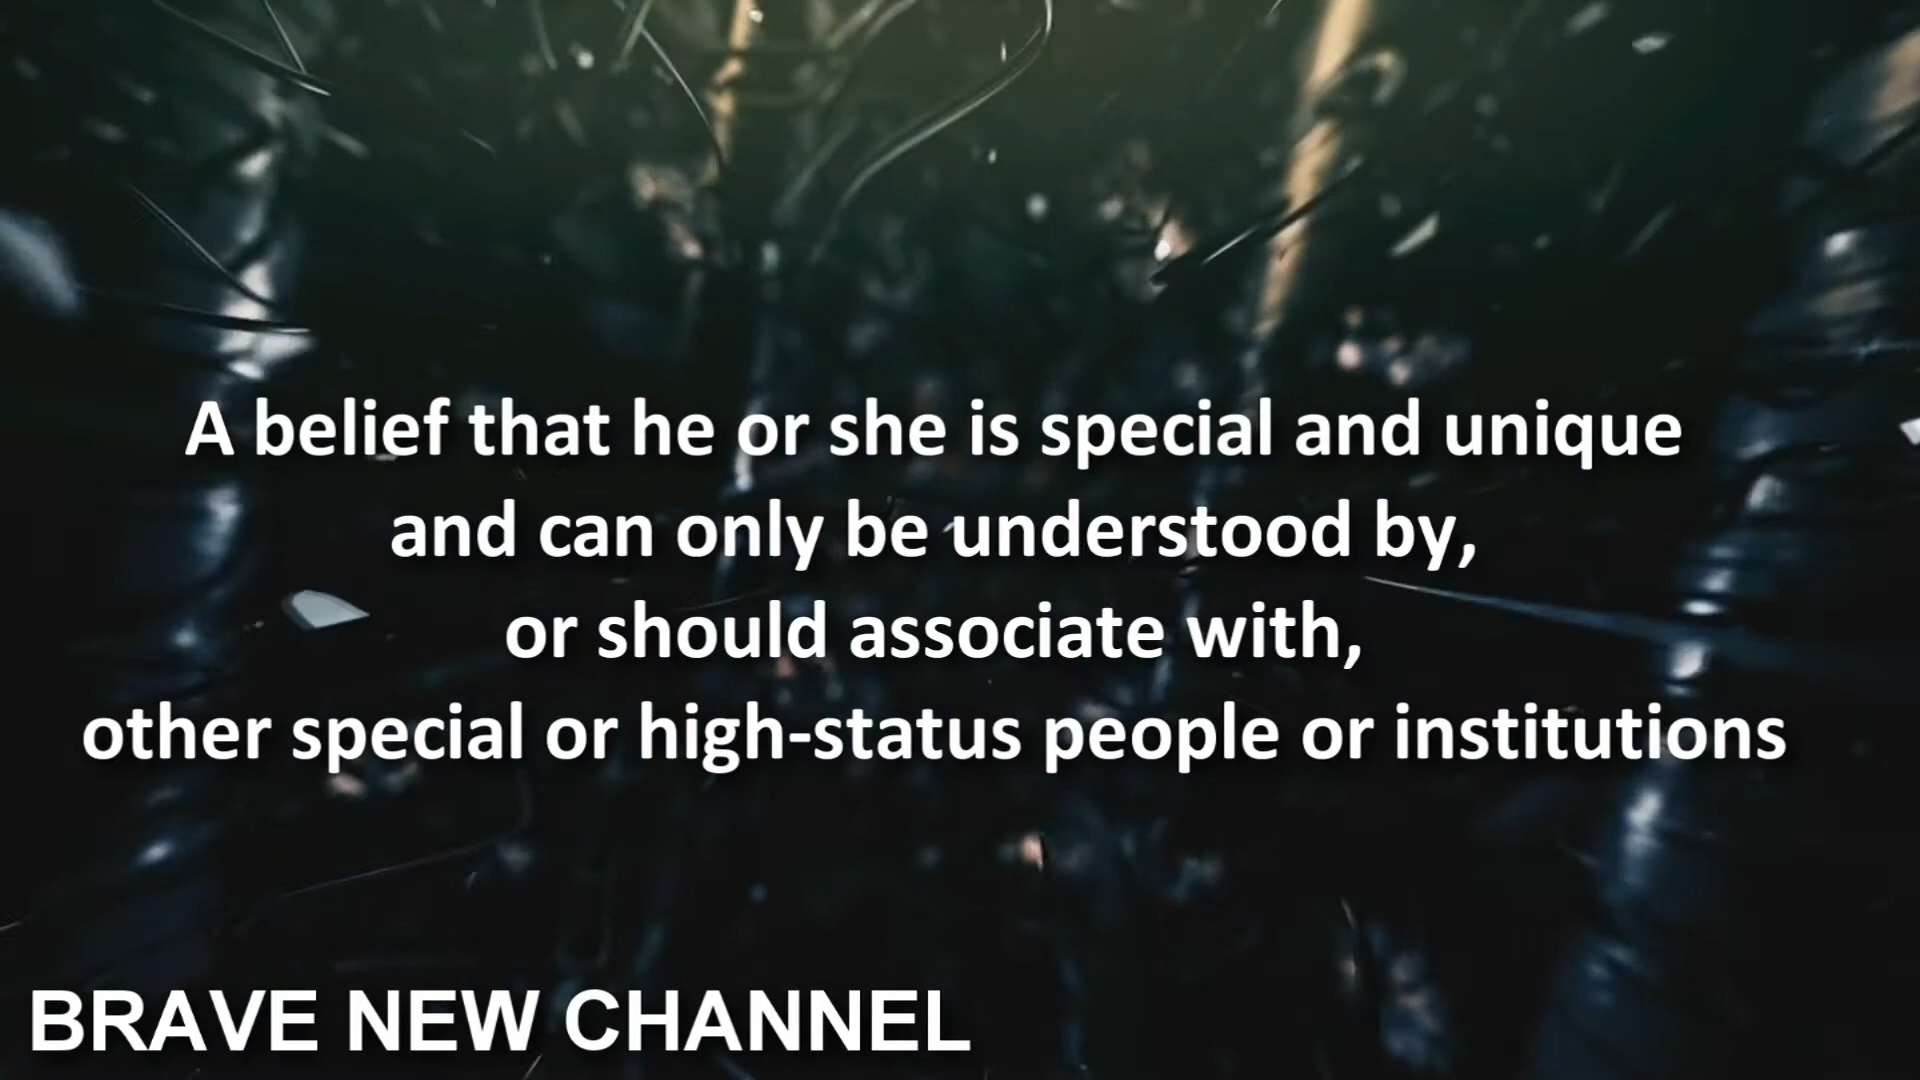 A belief that he or she is special and unique
and can only be understood by,
or should associate with,
other special or high-status people or institutions
BRAVE NEW CHANNEL